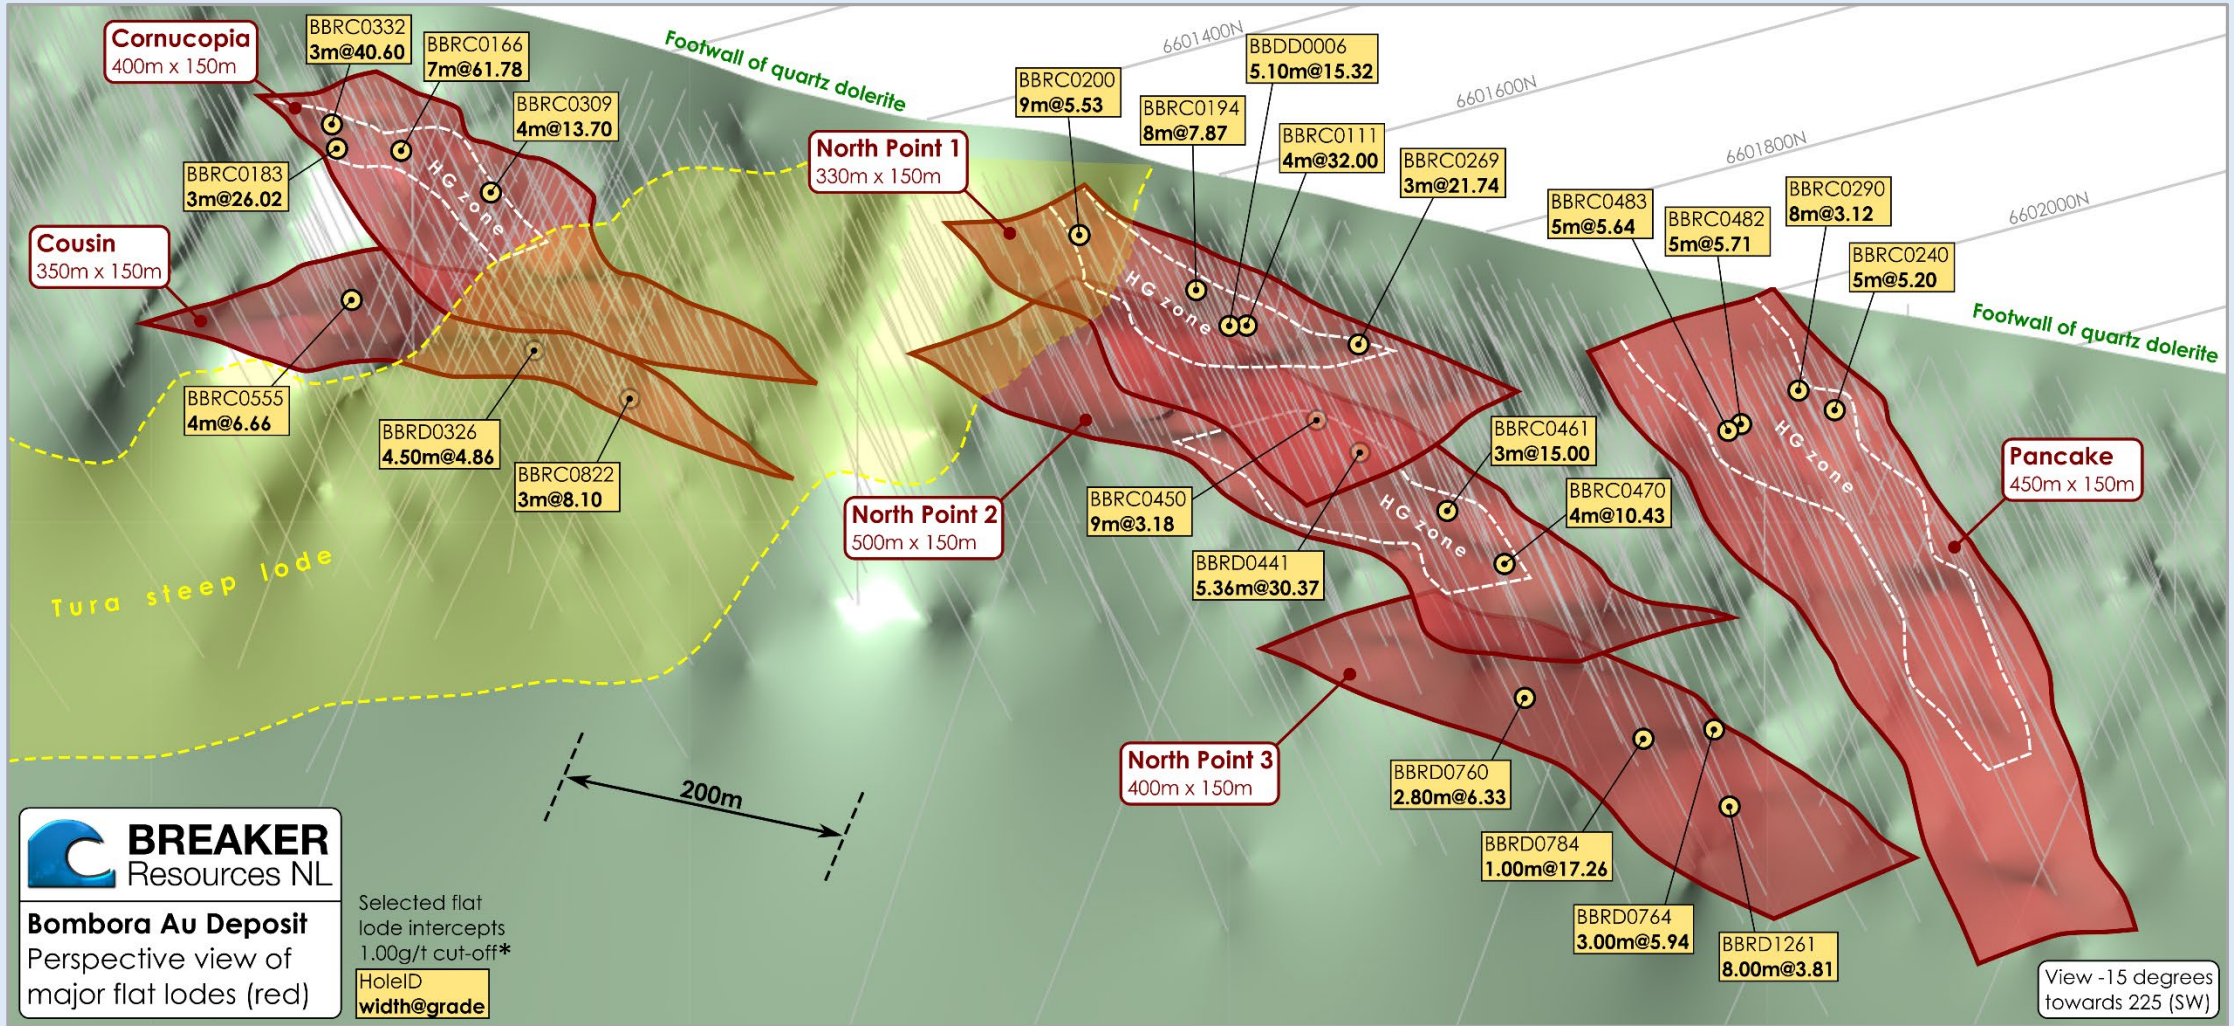 Cornucopia
400m x 150m
BBRC0332
3m@40.60
BBRC0166
7m@61.78
BBRC0309
4m@13.70
BBRC0183
3m@26.02
HG zone
Cousin
350m x 150m
BBRC0555
4m@6.66
BBRD0326
4.50m@4.86
BBRC0822
3m@8.10
Tura steep lode
Footwall of quartz dolerite
6601400N
6601600N
6601800N
6602000N
North Point 1
330m x 150m
BBRC0200
9m@5.53
BBRC0194
8m@7.87
BBDD0006
5.10m@15.32
BBRC0111
4m@32.00
BBRC0269
3m@21.74
HG zone
North Point 2
500m x 150m
BBRC0450
9m@3.18
BBRD0441
5.36m@30.37
BBRC0461
3m@15.00
BBRC0470
4m@10.43
HG zone
BBRC0483
5m@5.64
BBRC0482
5m@5.71
BBRC0290
8m@3.12
BBRC0240
5m@5.20
HG zone
Footwall of quartz dolerite
Pancake
450m x 150m
North Point 3
400m x 150m
BBRD0760
2.80m@6.33
BBRD0784
1.00m@17.26
BBRD0764
3.00m@5.94
BBRD1261
8.00m@3.81
200m
BREAKER
Resources NL
Bombora Au Deposit
Perspective view of
major flat lodes (red)
Selected flat
lode intercepts
1.00g/t cut-off*
HoleID
width@grade
View -15 degrees
towards 225 (SW)